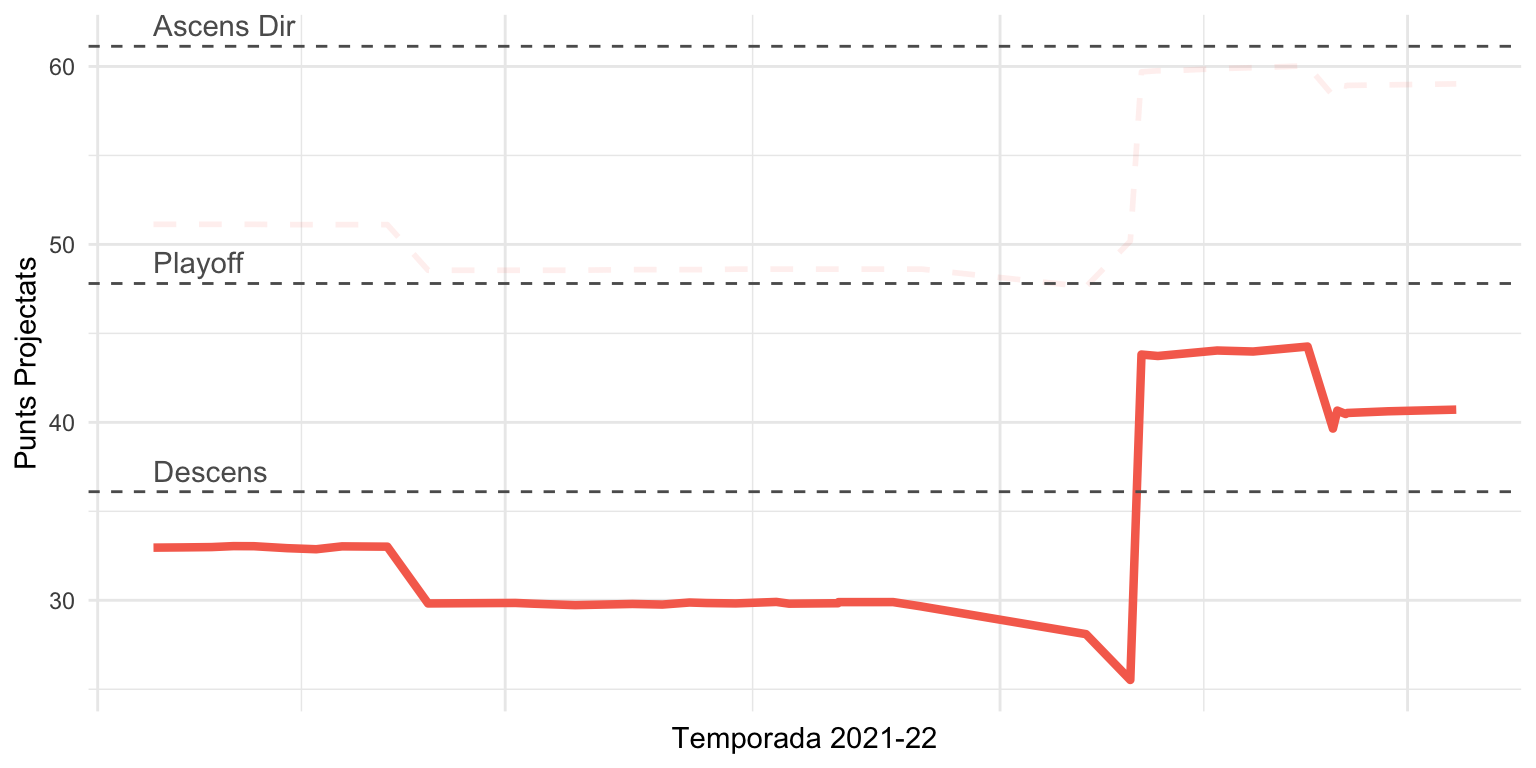 Ascens Dir
60
50
Playoff
Punts Projectats
40
Descens
30
Temporada 2021-22